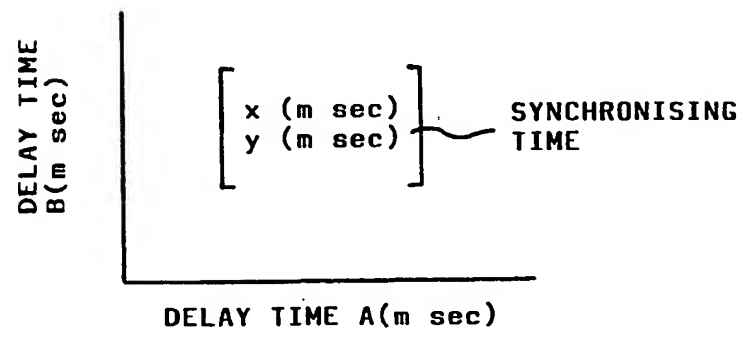 DELAY TIME
B(m sec)
x (m sec)
y (m sec)
SYNCHRONISING
TIME
DELAY TIME A(m sec)